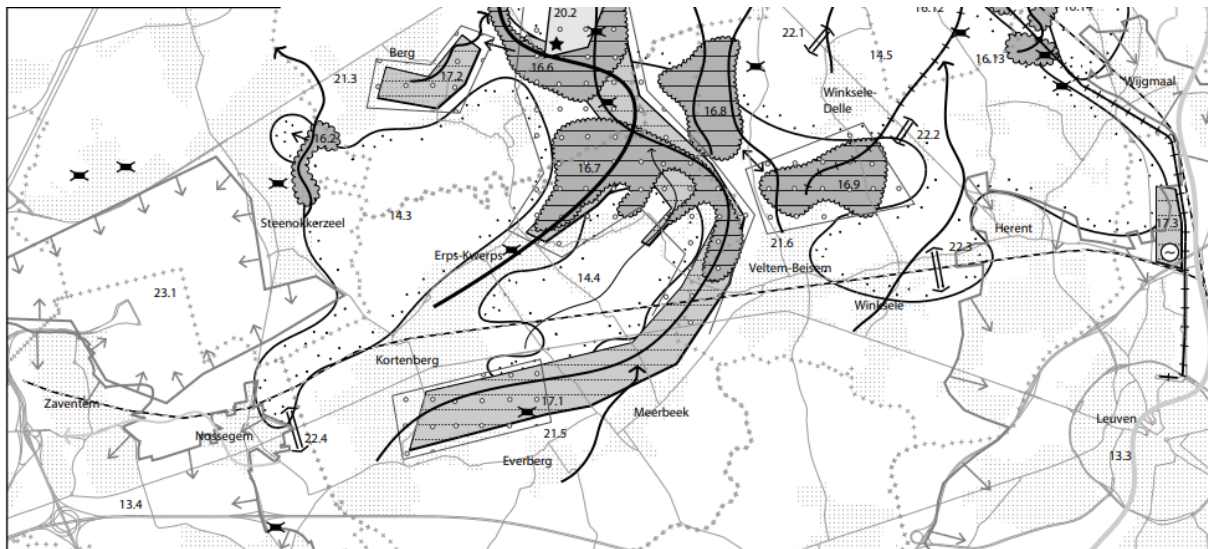 20.2
16.12
16.14
22.1
14.5
16.13
Berg
21.3
17.2
16.6
Wijgmaal
Winksele-
Delle
16.8
22.2
16.2
16.7
16.9
14.3
Steenokkerzeel
17.3
Herent
21.6
22.3
Erps-Kwerps
Veltem-Beisem
14.4
23.1
Winksele
Kortenberg
Zaventem
17.1
Meerbeek
Leuven
Nossegem
22.4
21.5
Everberg
13.3
13.4